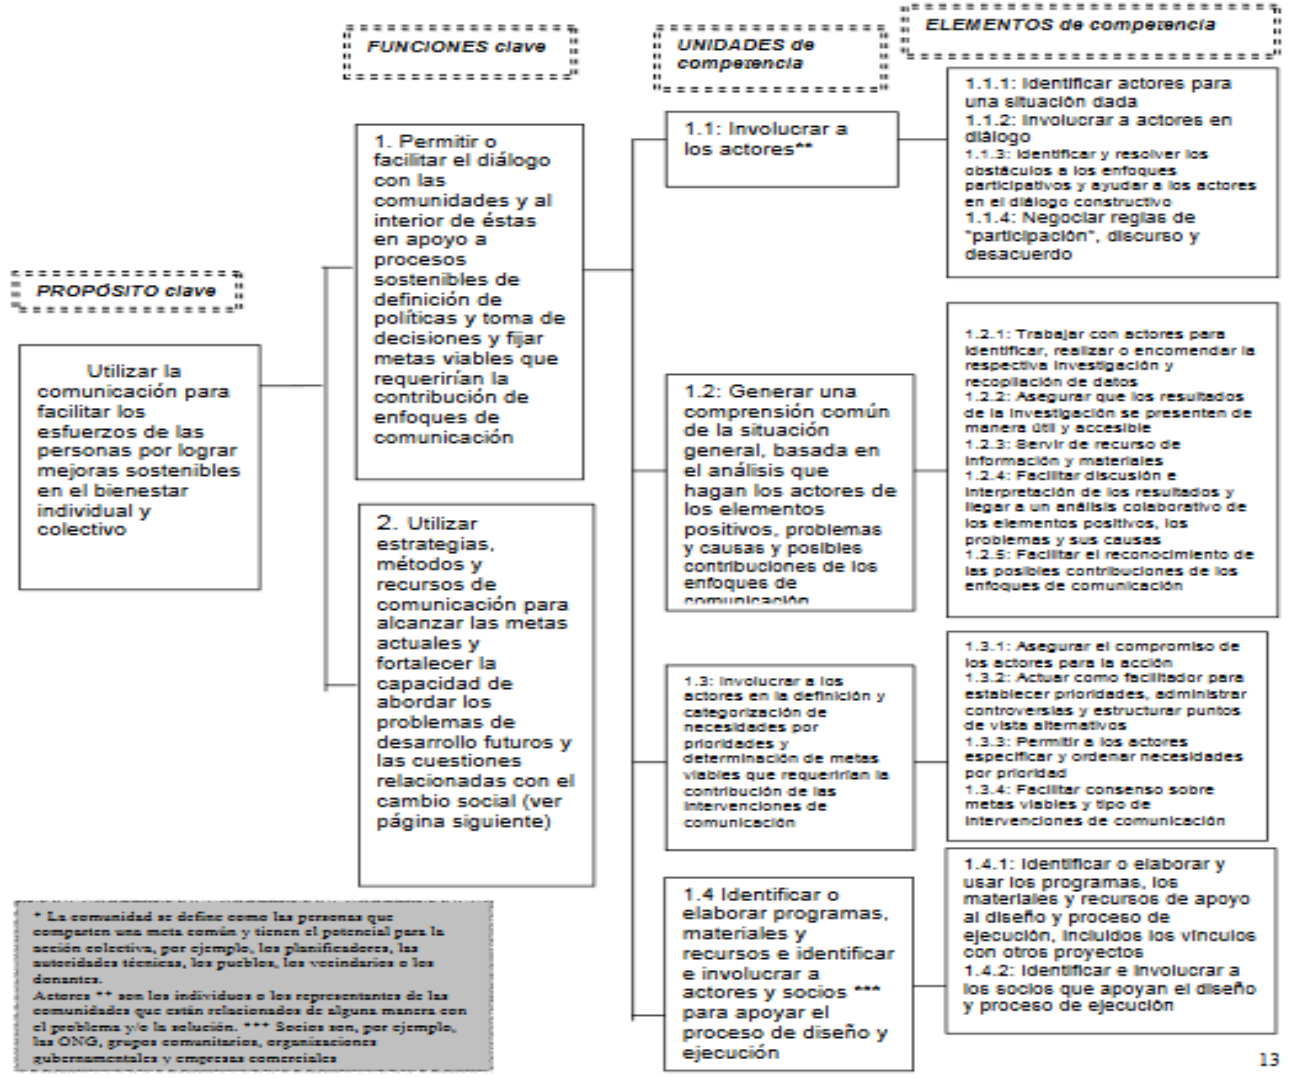 PROPÓSITO clave
Utilizar la
comunicación para
facilitar los
esfuerzos de las
personas por lograr
mejoras sostenibles
en el bienestar
individual y
colectivo
FUNCIONES clave
1. Permitir o
facilitar el diálogo
con las
comunidades y al
interior de éstas
en apoyo a
procesos
sostenibles de
definición de
políticas y toma de
decisiones y fijar
metas viables que
requerirían la
contribución de
enfoques de
comunicación
2. Utilizar
estrategias,
métodos y
recursos de
comunicación para
alcanzar las metas
actuales y
fortalecer la
capacidad de
abordar los
problemas de
desarrollo futuros y
las cuestiones
relacionadas con el
cambio social (ver
página siguiente)
UNIDADES de
competencia
1.1: Involucrar a
los actores**
1.2: Generar una
comprensión común
de la situación
general, basada en
el análisis que
hagan los actores de
los elementos
positivos, problemas
y causas y posibles
contribuciones de los
enfoques de
comunicación
1.3: Involucrar a los
actores en la definición y
categorización de
necesidades por
prioridades y
determinación de metas
viables que requerirían la
contribución de las
intervenciones de
comunicación
1.4 Identificar o
elaborar programas,
materiales y
recursos e identificar
e involucrar a
actores y socios ***
para apoyar el
proceso de diseño y
ejecución
ELEMENTOS de competencia
1.1.1: Identificar actores para
una situación dada
1.1.2: Involucrar a actores en
diálogo
1.1.3: Identificar y resolver los
obstáculos a los enfoques
participativos y ayudar a los actores
en el diálogo constructivo
1.1.4: Negociar reglas de
"participación", discurso y
desacuerdo
1.2.1: Trabajar con actores para
identificar, realizar o encomendar la
respectiva investigación y
recopilación de datos
1.2.2: Asegurar que los resultados
de la investigación se presenten de
manera útil y accesible
1.2.3: Servir de recurso de
información y materiales
1.2.4: Facilitar discusión e
interpretación de los resultados y
llegar a un análisis colaborativo de
los elementos positivos, los
problemas y sus causas
1.2.5: Facilitar el reconocimiento de
las posibles contribuciones de los
enfoques de comunicación
1.3.1: Asegurar el compromiso de
los actores para la acción
1.3.2: Actuar como facilitador para
establecer prioridades, administrar
controversias y estructurar puntos
de vista alternativos
1.3.3: Permitir a los actores
especificar y ordenar necesidades
por prioridad
1.3.4: Facilitar consenso sobre
metas viables y tipo de
intervenciones de comunicación
1.4.1: Identificar o elaborar y
usar los programas, los
materiales y recursos de apoyo
al diseño y proceso de
ejecución, incluidos los vínculos
con otros proyectos
1.4.2: Identificar e involucrar a
los socios que apoyan el diseño
y proceso de ejecución
* La comunidad se define como las personas que
comparten una meta común y tienen el potencial para la
acción colectiva, por ejemplo, los planificadores, las
autoridades técnicas, los pueblos, los vecindarios o los
donantes.
Actores ** son los individuos o los representantes de las
comunidades que están relacionados de alguna manera con
el problema y/o la solución. *** Socios son, por ejemplo,
las ONG, grupos comunitarios, organizaciones
gubernamentales y empresas comerciales
13